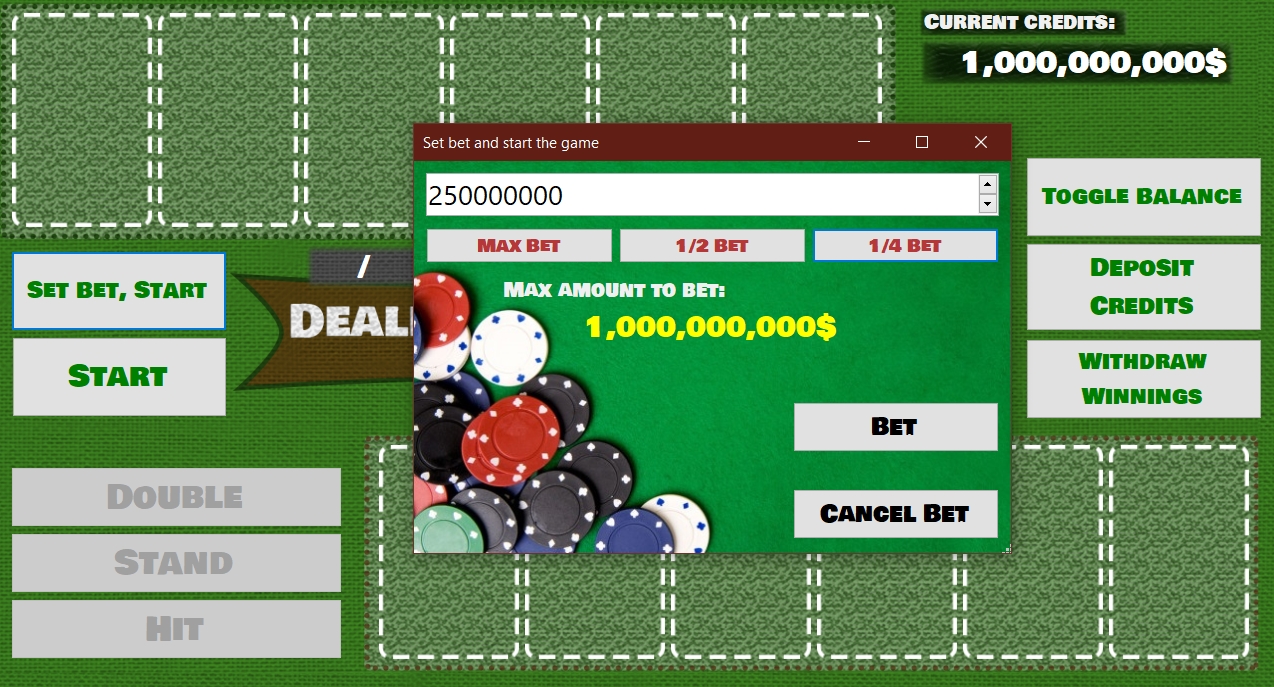 Current credits:
1,000,000,000$
Set bet and start the game
250000000
Max Bet
1/2 Bet
1/4 Bet
Max amount to bet:
1,000,000,000$
Bet
Cancel Bet
Toggle Balance
Deposit
Credits
Withdraw
Winnings
Set Bet, Start
/
Start
Double
Stand
Hit